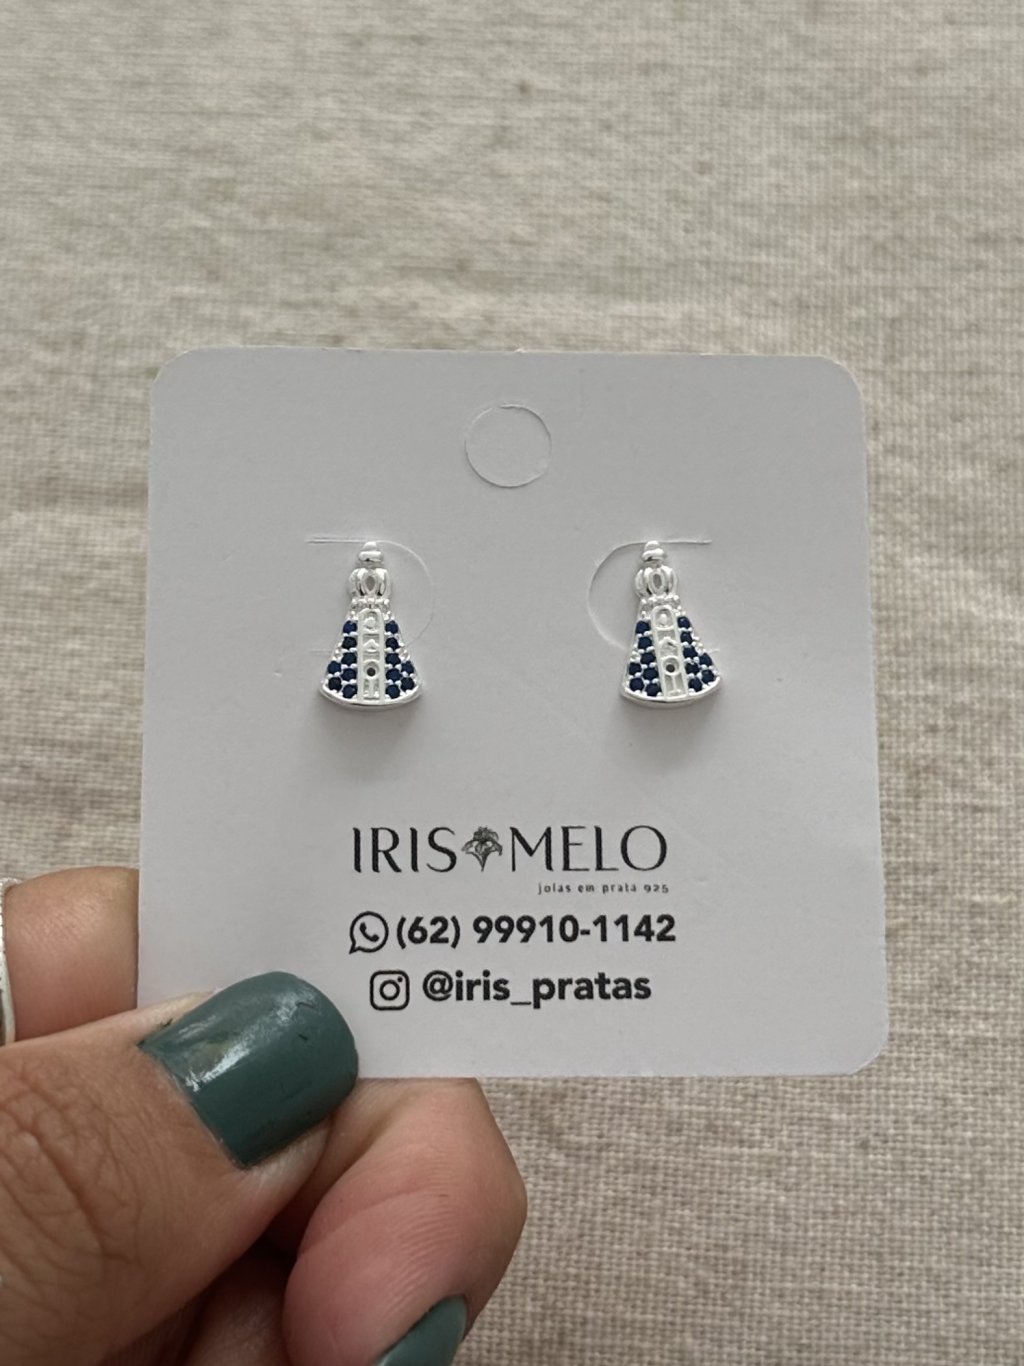 IRIS MELO
joias em prata 925
(62) 99910-1142
@iris_pratas